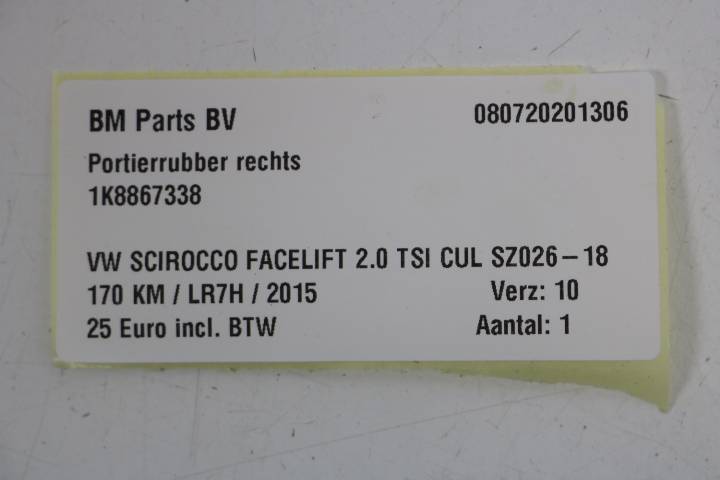 BM Parts BV 080720201306
Portierrubber rechts
1K8867338
VW SCIROCCO FACELIFT 2.0 TSI CUL SZ026-18
170 KM / LR7H / 2015 Verz: 10
25 Euro incl. BTW Aantal: 1